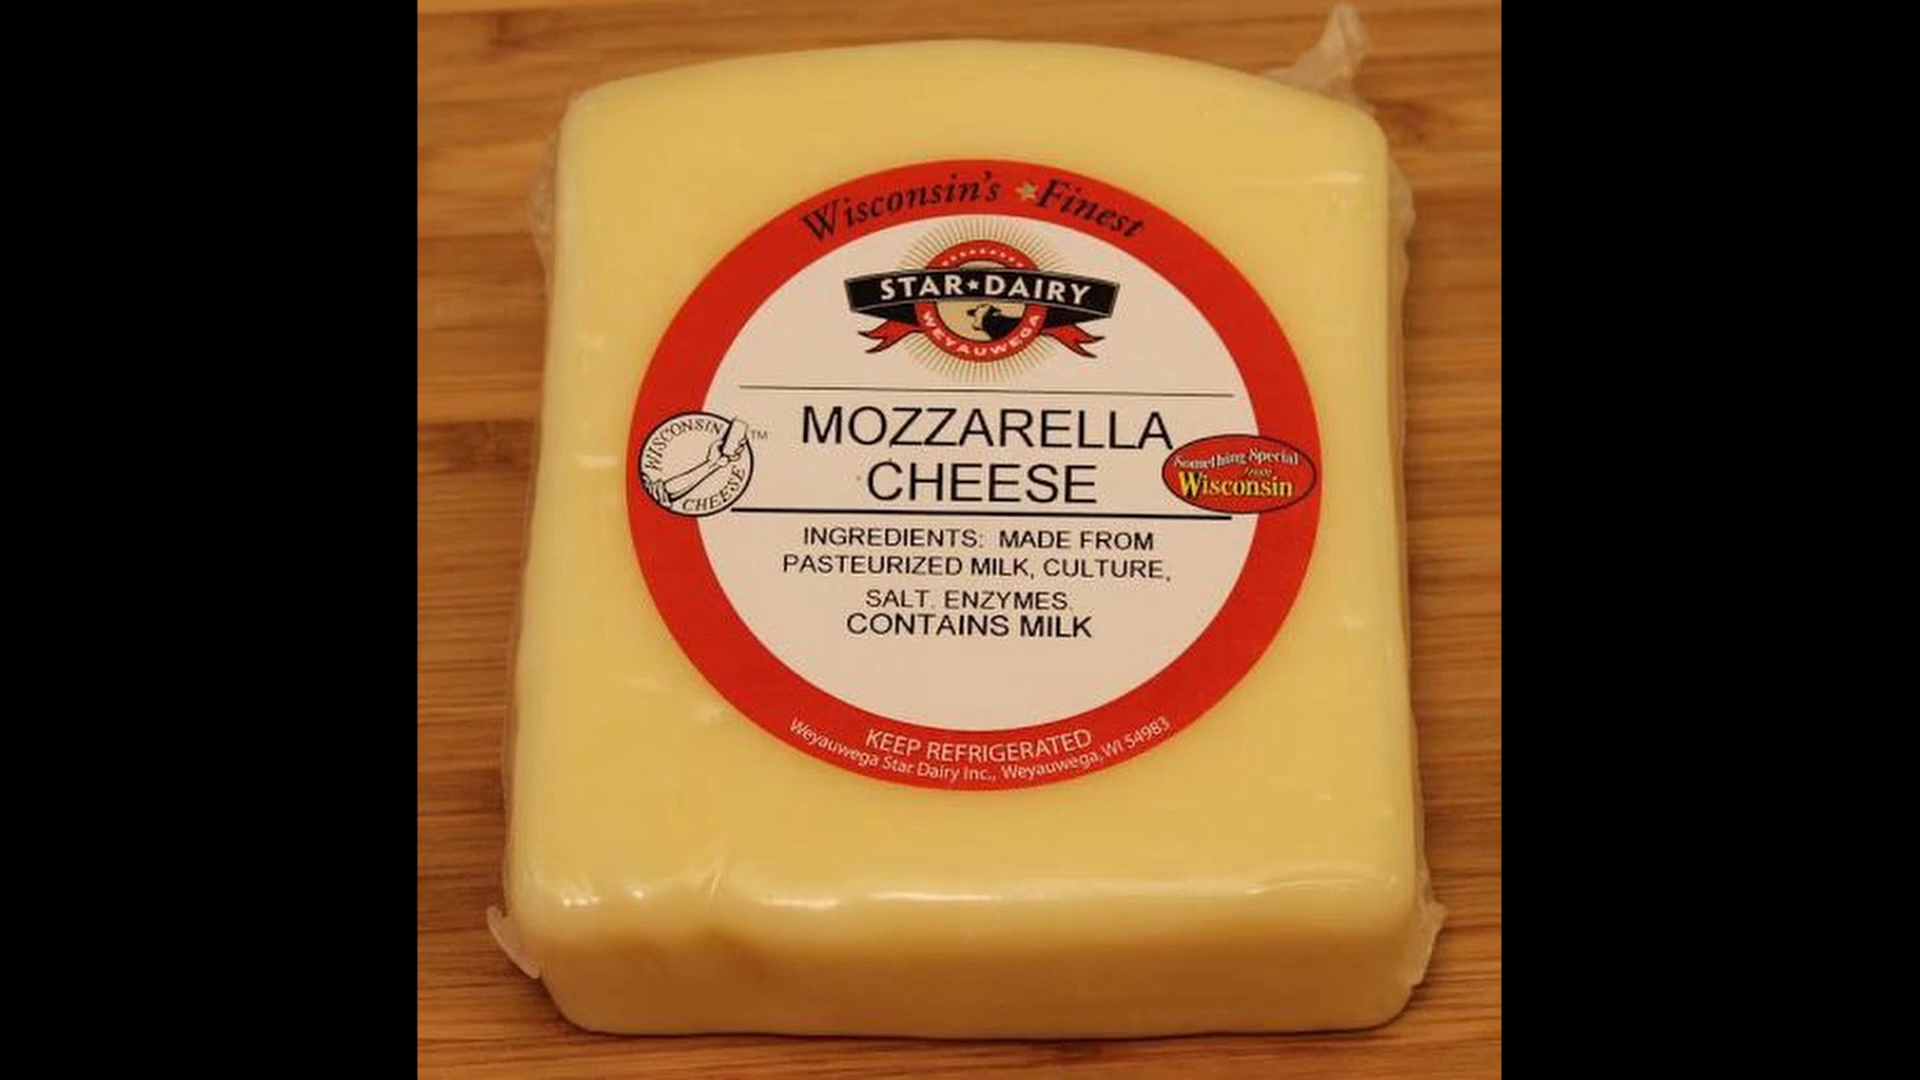 Wisconsin's Finest
STAR★DAIRY
WEYAUWEGA
MOZZARELLA
CHEESE
WISCONSIN
CHEESE
TM
Something Special
from
Wisconsin
INGREDIENTS: MADE FROM
PASTEURIZED MILK, CULTURE,
SALT, ENZYMES.
CONTAINS MILK
KEEP REFRIGERATED
Weyauwega Star Dairy Inc., Weyauwega, WI 54983